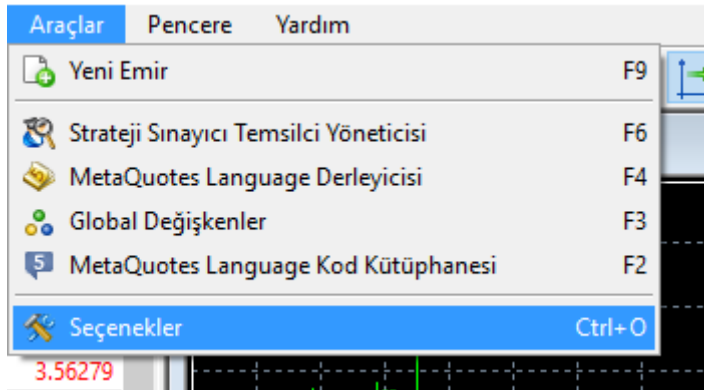 Araçlar Pencere Yardım
Yeni Emir F9
Strateji Sınayıcı Temsilci Yöneticisi F6
MetaQuotes Language Derleyicisi F4
Global Değişkenler F3
5 MetaQuotes Language Kod Kütüphanesi F2
Seçenekler Ctrl+O
3.56279